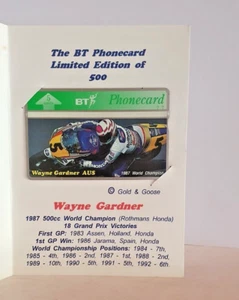 The BT Phonecard
Limited Edition of
500
BT Phonecard
Wayne Gardner AUS
1987 World Champion
© Gold & Goose
Wayne Gardner
1987 500cc World Champion (Rothmans Honda)
18 Grand Prix Victories
First GP: 1983 Assen, Holland, Honda
1st GP Win: 1986 Jarama, Spain, Honda
World Championship Positions: 1984 - 7th,
1985 - 4th, 1986 - 2nd, 1987 - 1st, 1988 - 2nd,
1989 - 10th, 1990 - 5th, 1991 - 5th, 1992 - 6th